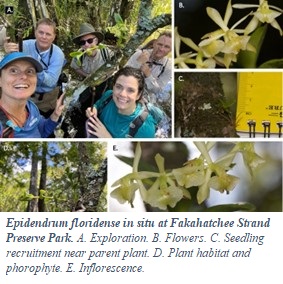 A.
B.
C.
D.
E.
Epidendrum floridense in situ at Fakahatchee Strand
Preserve Park. A. Exploration. B. Flowers. C. Seedling
recruitment near parent plant. D. Plant habitat and
phorophyte. E. Inflorescence.